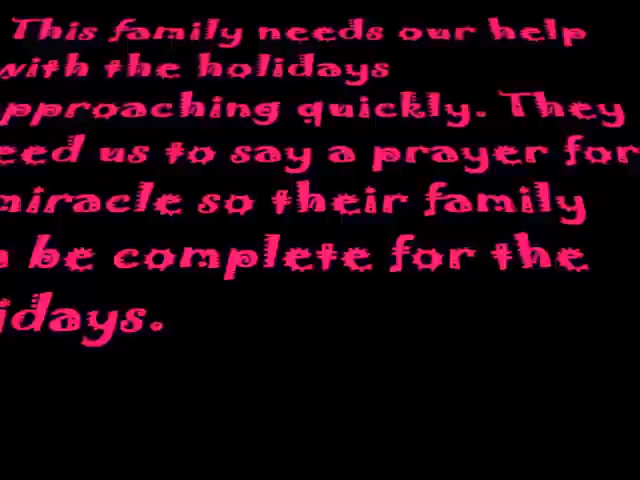 This family needs our help
with the holidays
pproaching quickly. They
eed us to say a prayer for
miracle so their family
be complete for the
idays.